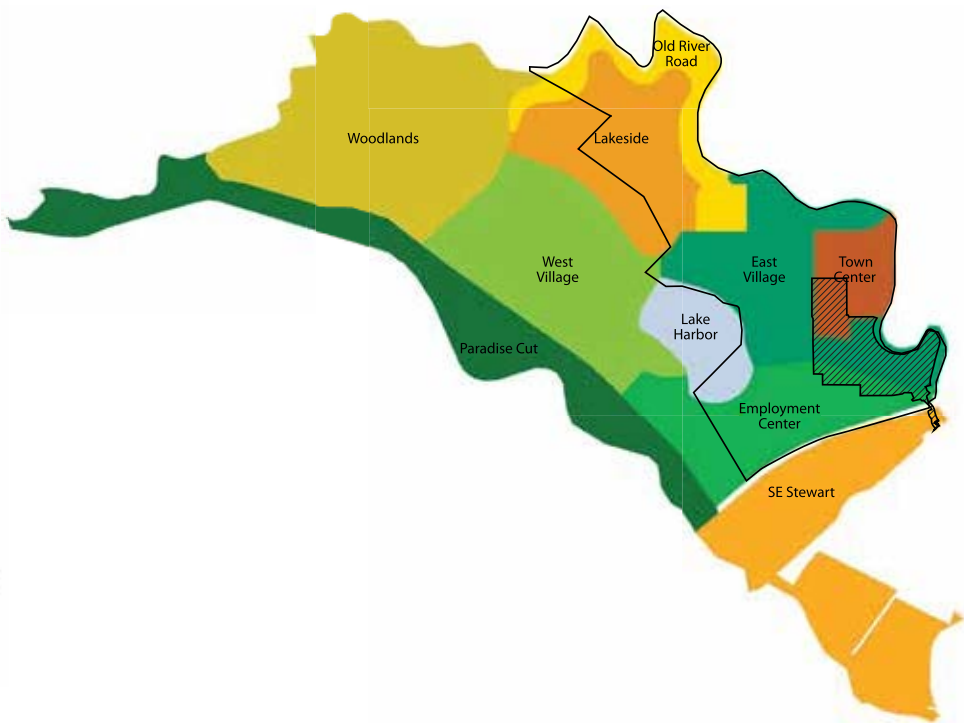 Old River
Road
Woodlands
Lakeside
West
Village
East
Village
Town
Center
Lake
Harbor
Paradise Cut
Employment
Center
SE Stewart